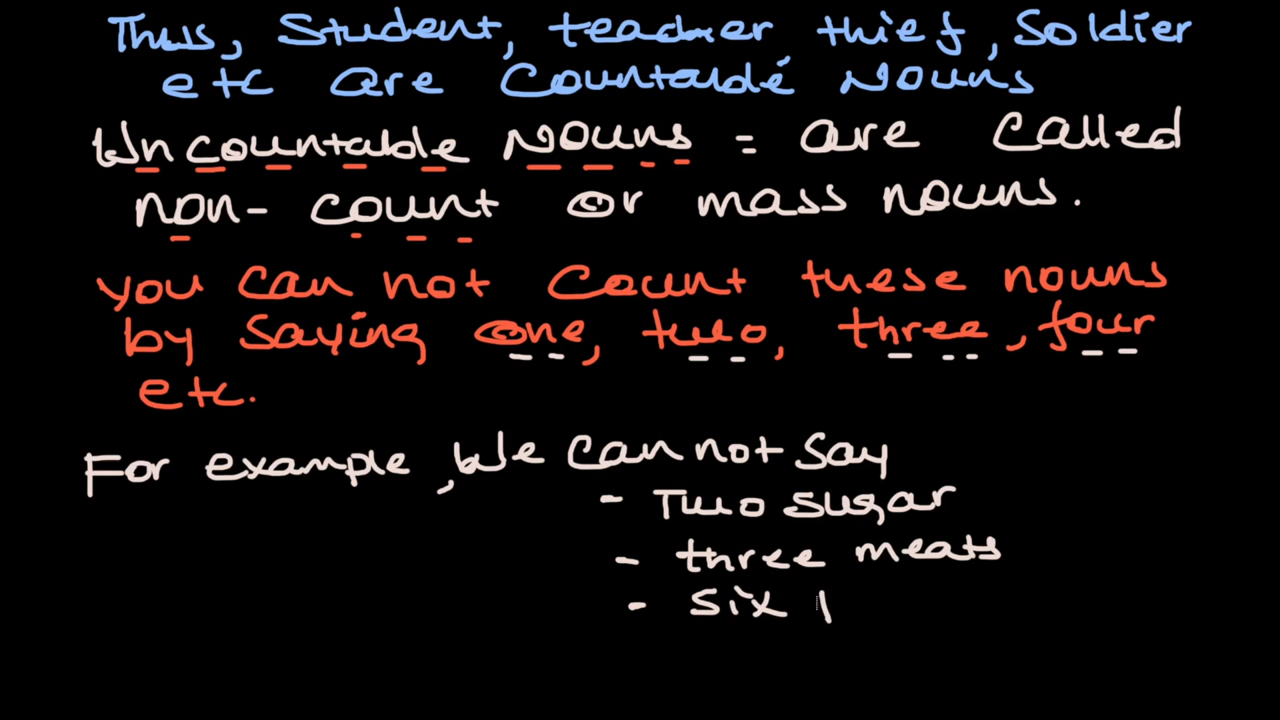 Thus, Student, teacher thief, Soldier
etc are Countable Nouns
Uncountable Nouns = are called
non-count or mass nouns.
you can not Count these nouns
by Saying one, two, three, four
etc.
For example, We Can not Say
- Two sugar
- three meats
- Six